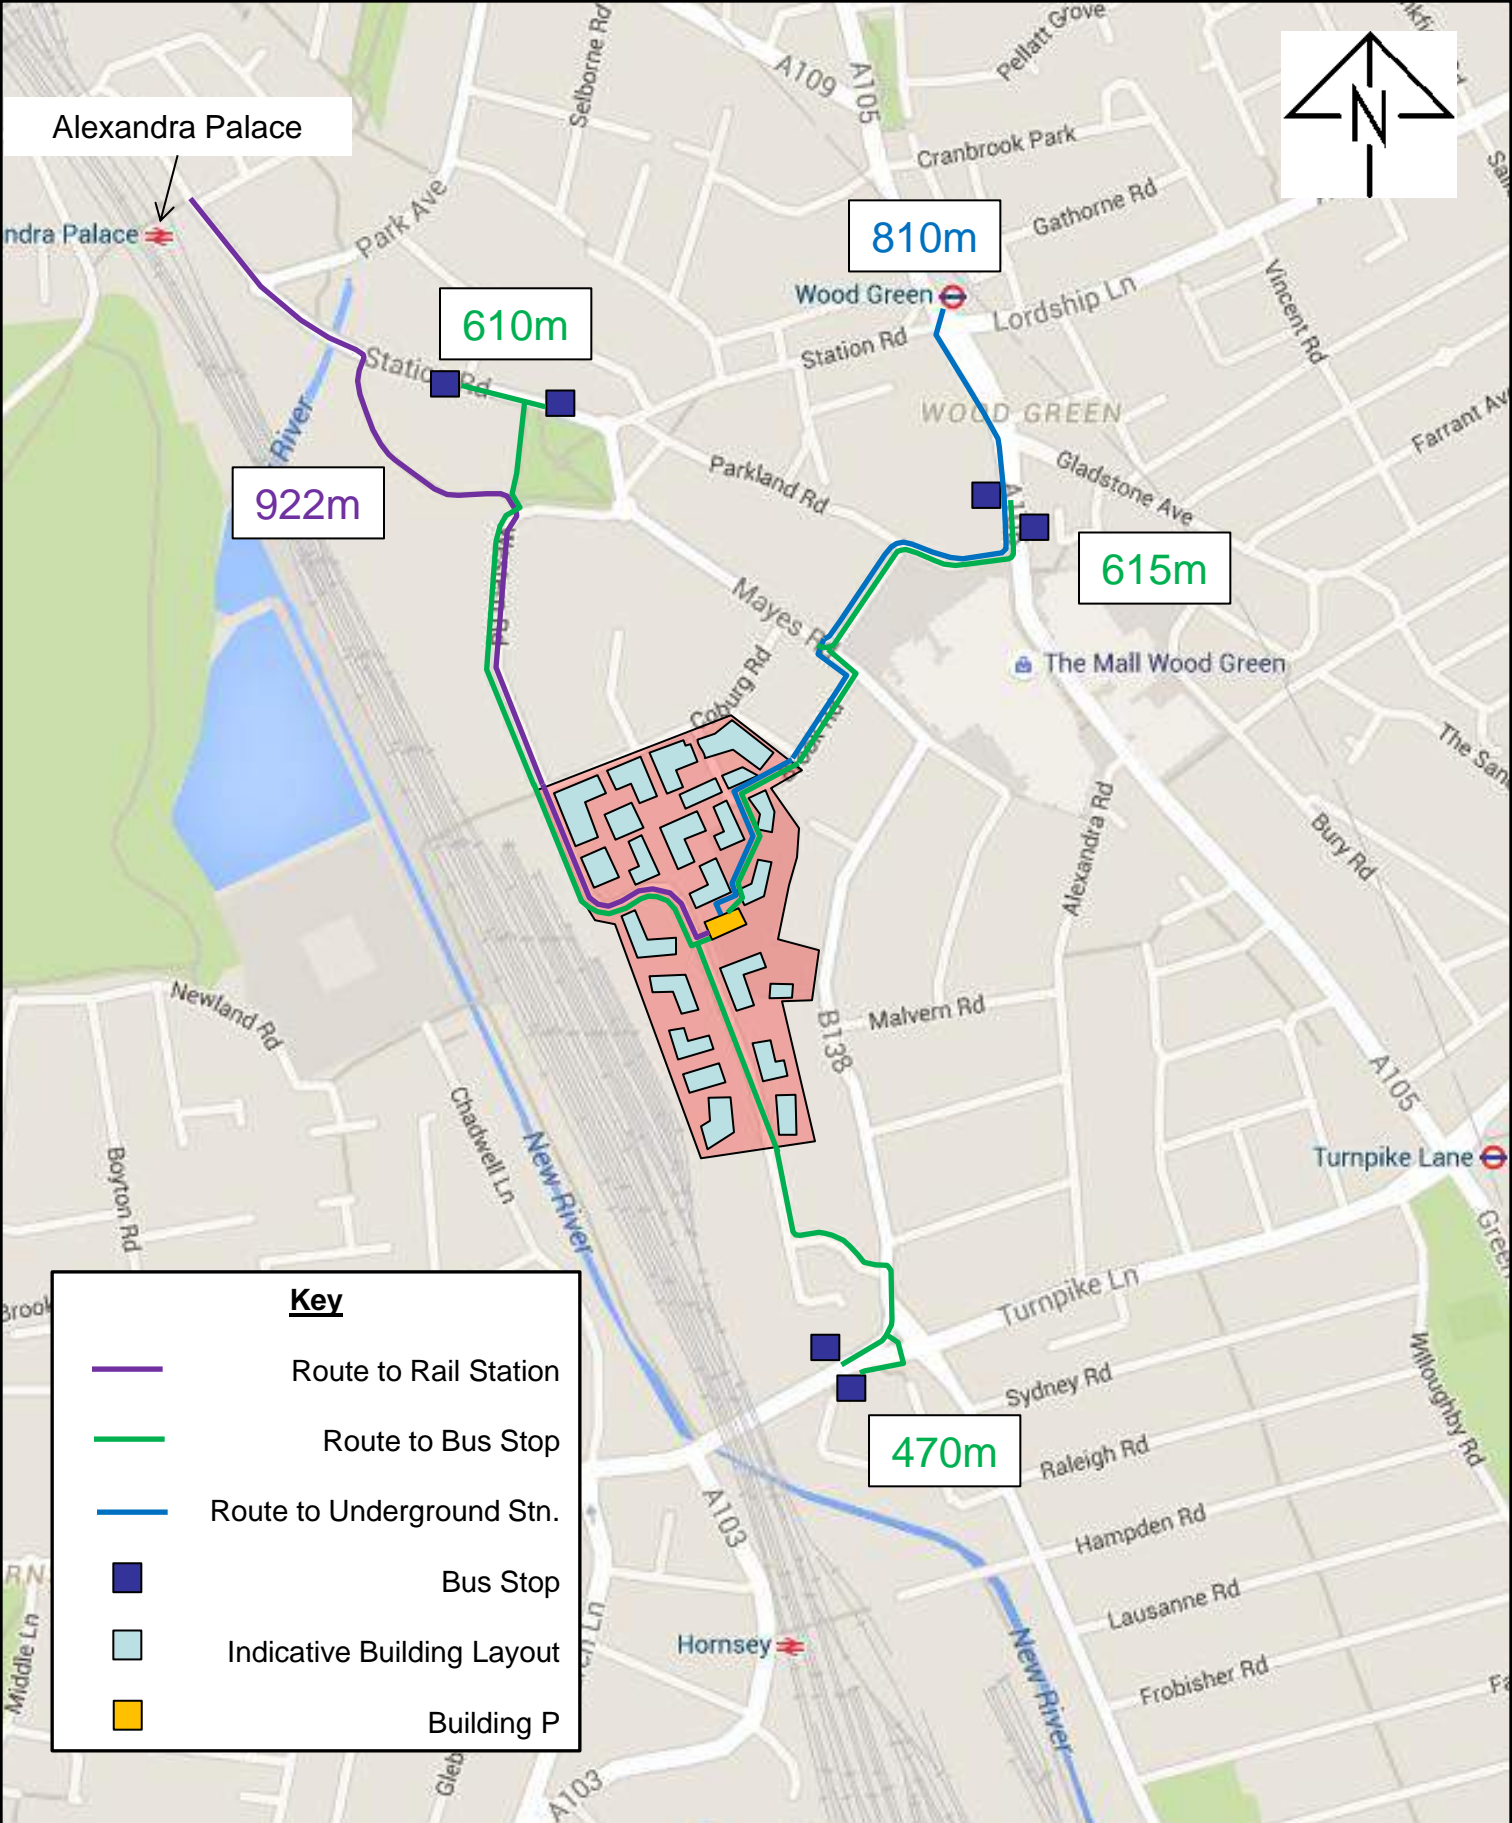 Pellatt Grove
Selborne Rd
A109
A105
N
Alexandra Palace
Cranbrook Park
Gathorne Rd
Park Ave
ndra Palace
810m
Wood Green
Lordship Ln
Vincent Rd
610m
Station Rd
Station Rd
WOOD GREEN
Farrant Av
River
Parkland Rd
Gladstone Ave
922m
615m
Mayes Rd
The Mall Wood Green
Coburg Rd
The San
Alexandra Rd
Bury Rd
Newland Rd
Malvern Rd
B138
A105
Chadwell Ln
Boyton Rd
New River
Turnpike Lane
Green
Turnpike Ln
Key
Brook
Route to Rail Station
Route to Bus Stop
Route to Underground Stn.
Bus Stop
Indicative Building Layout
Building P
Sydney Rd
Willoughby Rd
470m
Raleigh Rd
A103
Hampden Rd
RN
Lausanne Rd
Middle Ln
Hornsey
New River
Frobisher Rd
Fa
Gleb
A103